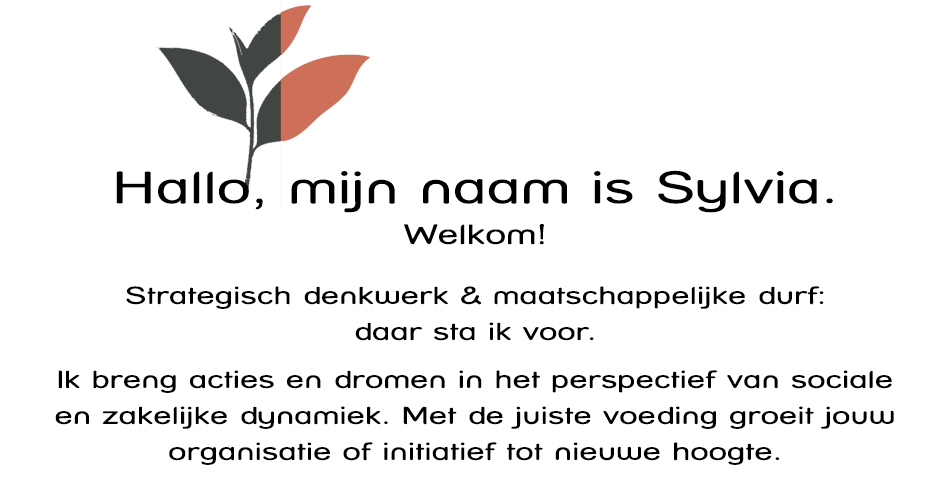 Hallo, mijn naam is Sylvia.
Welkom!
Strategisch denkwerk & maatschappelijke durf:
daar sta ik voor.
Ik breng acties en dromen in het perspectief van sociale
en zakelijke dynamiek. Met de juiste voeding groeit jouw
organisatie of initiatief tot nieuwe hoogte.